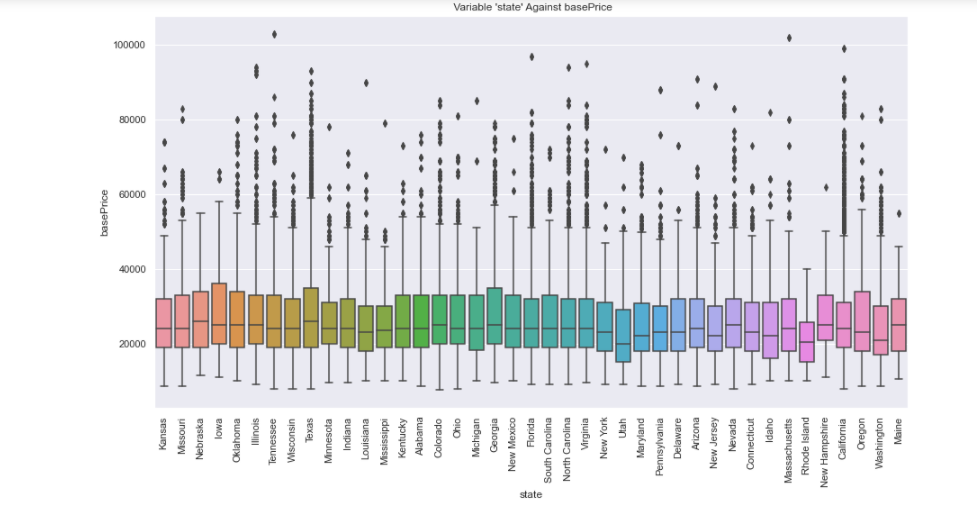 Variable 'state' Against basePrice
100000
80000
60000
40000
20000
basePrice
Kansas
Missouri
Nebraska
Iowa
Oklahoma
Illinois
Tennessee
Wisconsin
Texas
Minnesota
Indiana
Louisiana
Mississippi
Kentucky
Alabama
Colorado
Ohio
Michigan
Georgia
New Mexico
Florida
South Carolina
North Carolina
Virginia
New York
Utah
Maryland
Pennsylvania
Delaware
Arizona
New Jersey
Nevada
Connecticut
Idaho
Massachusetts
Rhode Island
New Hampshire
California
Oregon
Washington
Maine
state